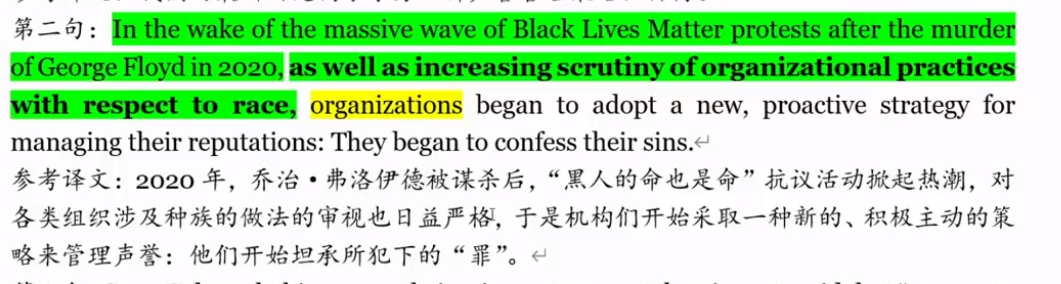 第二句：In the wake of the massive wave of Black Lives Matter protests after the murder
of George Floyd in 2020, as well as increasing scrutiny of organizational practices
with respect to race, organizations began to adopt a new, proactive strategy for
managing their reputations: They began to confess their sins.↵
参考译文：2020 年，乔治·弗洛伊德被谋杀后，“黑人的命也是命”抗议活动掀起热潮，对
各类组织涉及种族的做法的审视也日益严格，于是机构们开始采取一种新的、积极主动的策
略来管理声誉：他们开始坦承所犯下的“罪”。↵